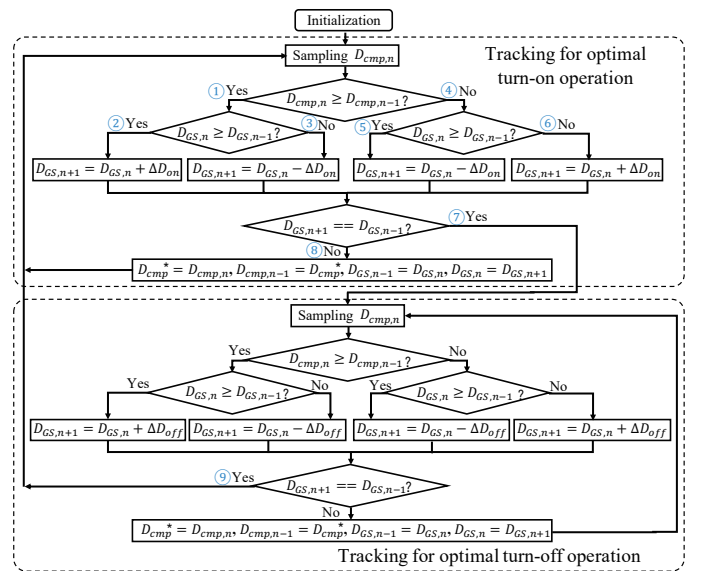 Initialization
Sampling D_{cmp,n}
Tracking for optimal
turn-on operation
① Yes
④ No
D_{cmp,n} ≥ D_{cmp,n−1}?
② Yes
③ No
⑤ Yes
⑥ No
D_{GS,n} ≥ D_{GS,n−1}?
D_{GS,n} ≥ D_{GS,n−1}?
D_{GS,n+1} = D_{GS,n} + ΔD_{on}
D_{GS,n+1} = D_{GS,n} − ΔD_{on}
D_{GS,n+1} = D_{GS,n} − ΔD_{on}
D_{GS,n+1} = D_{GS,n} + ΔD_{on}
D_{GS,n+1} == D_{GS,n−1}?
⑦ Yes
⑧ No
D_{cmp}^* = D_{cmp,n}, D_{cmp,n−1} = D_{cmp}^*, D_{GS,n−1} = D_{GS,n}, D_{GS,n} = D_{GS,n+1}
Sampling D_{cmp,n}
Yes
No
D_{cmp,n} ≥ D_{cmp,n−1}?
Yes
No
Yes
No
D_{GS,n} ≥ D_{GS,n−1}?
D_{GS,n} ≥ D_{GS,n−1}?
D_{GS,n+1} = D_{GS,n} + ΔD_{off}
D_{GS,n+1} = D_{GS,n} − ΔD_{off}
D_{GS,n+1} = D_{GS,n} − ΔD_{off}
D_{GS,n+1} = D_{GS,n} + ΔD_{off}
⑨ Yes
D_{GS,n+1} == D_{GS,n−1}?
No
D_{cmp}^* = D_{cmp,n}, D_{cmp,n−1} = D_{cmp}^*, D_{GS,n−1} = D_{GS,n}, D_{GS,n} = D_{GS,n+1}
Tracking for optimal turn-off operation